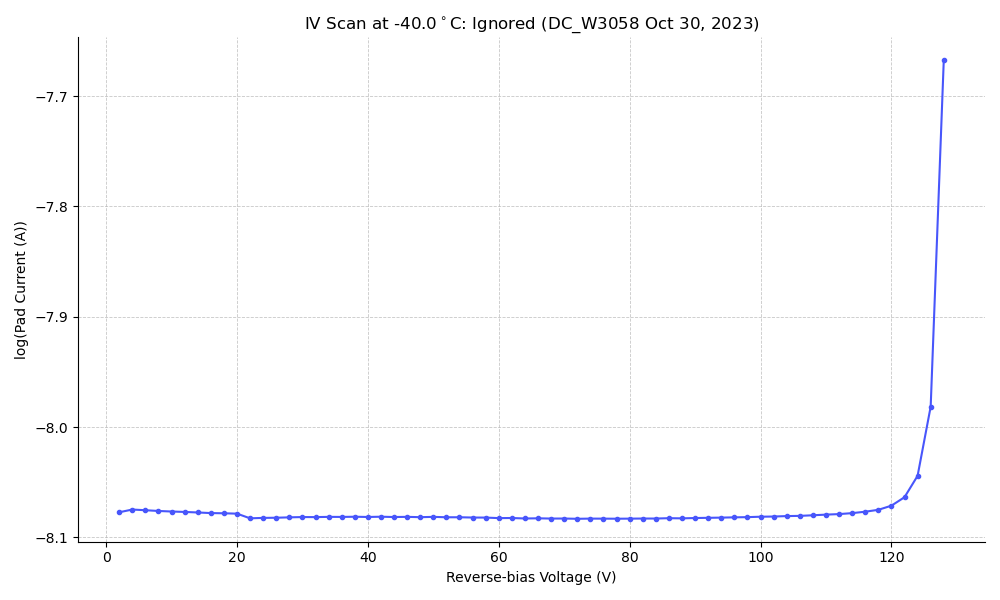 IV Scan at -40.0°C: Ignored (DC_W3058 Oct 30, 2023)
log(Pad Current (A))
−7.7
−7.8
−7.9
−8.0
−8.1
0 20 40 60 80 100 120
Reverse-bias Voltage (V)